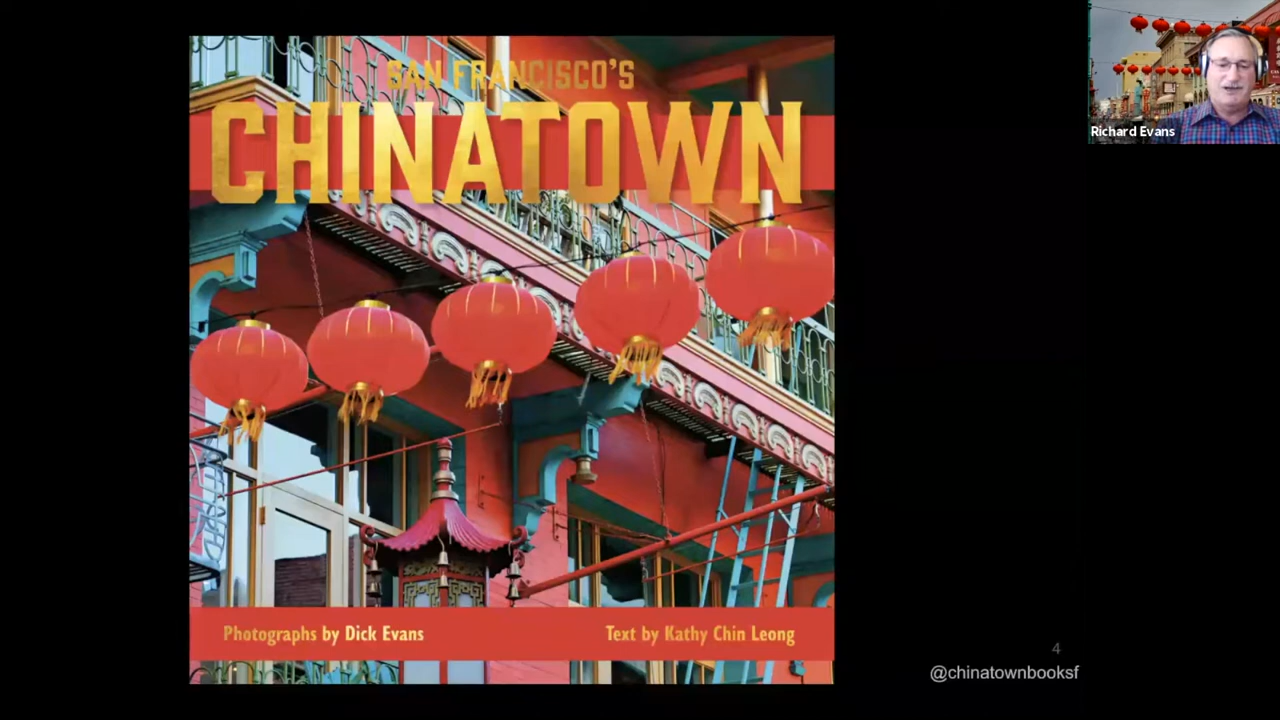 SAN FRANCISCO'S
CHINATOWN
Photographs by Dick Evans
Text by Kathy Chin Leong
Richard Evans
4
@chinatownbooksf